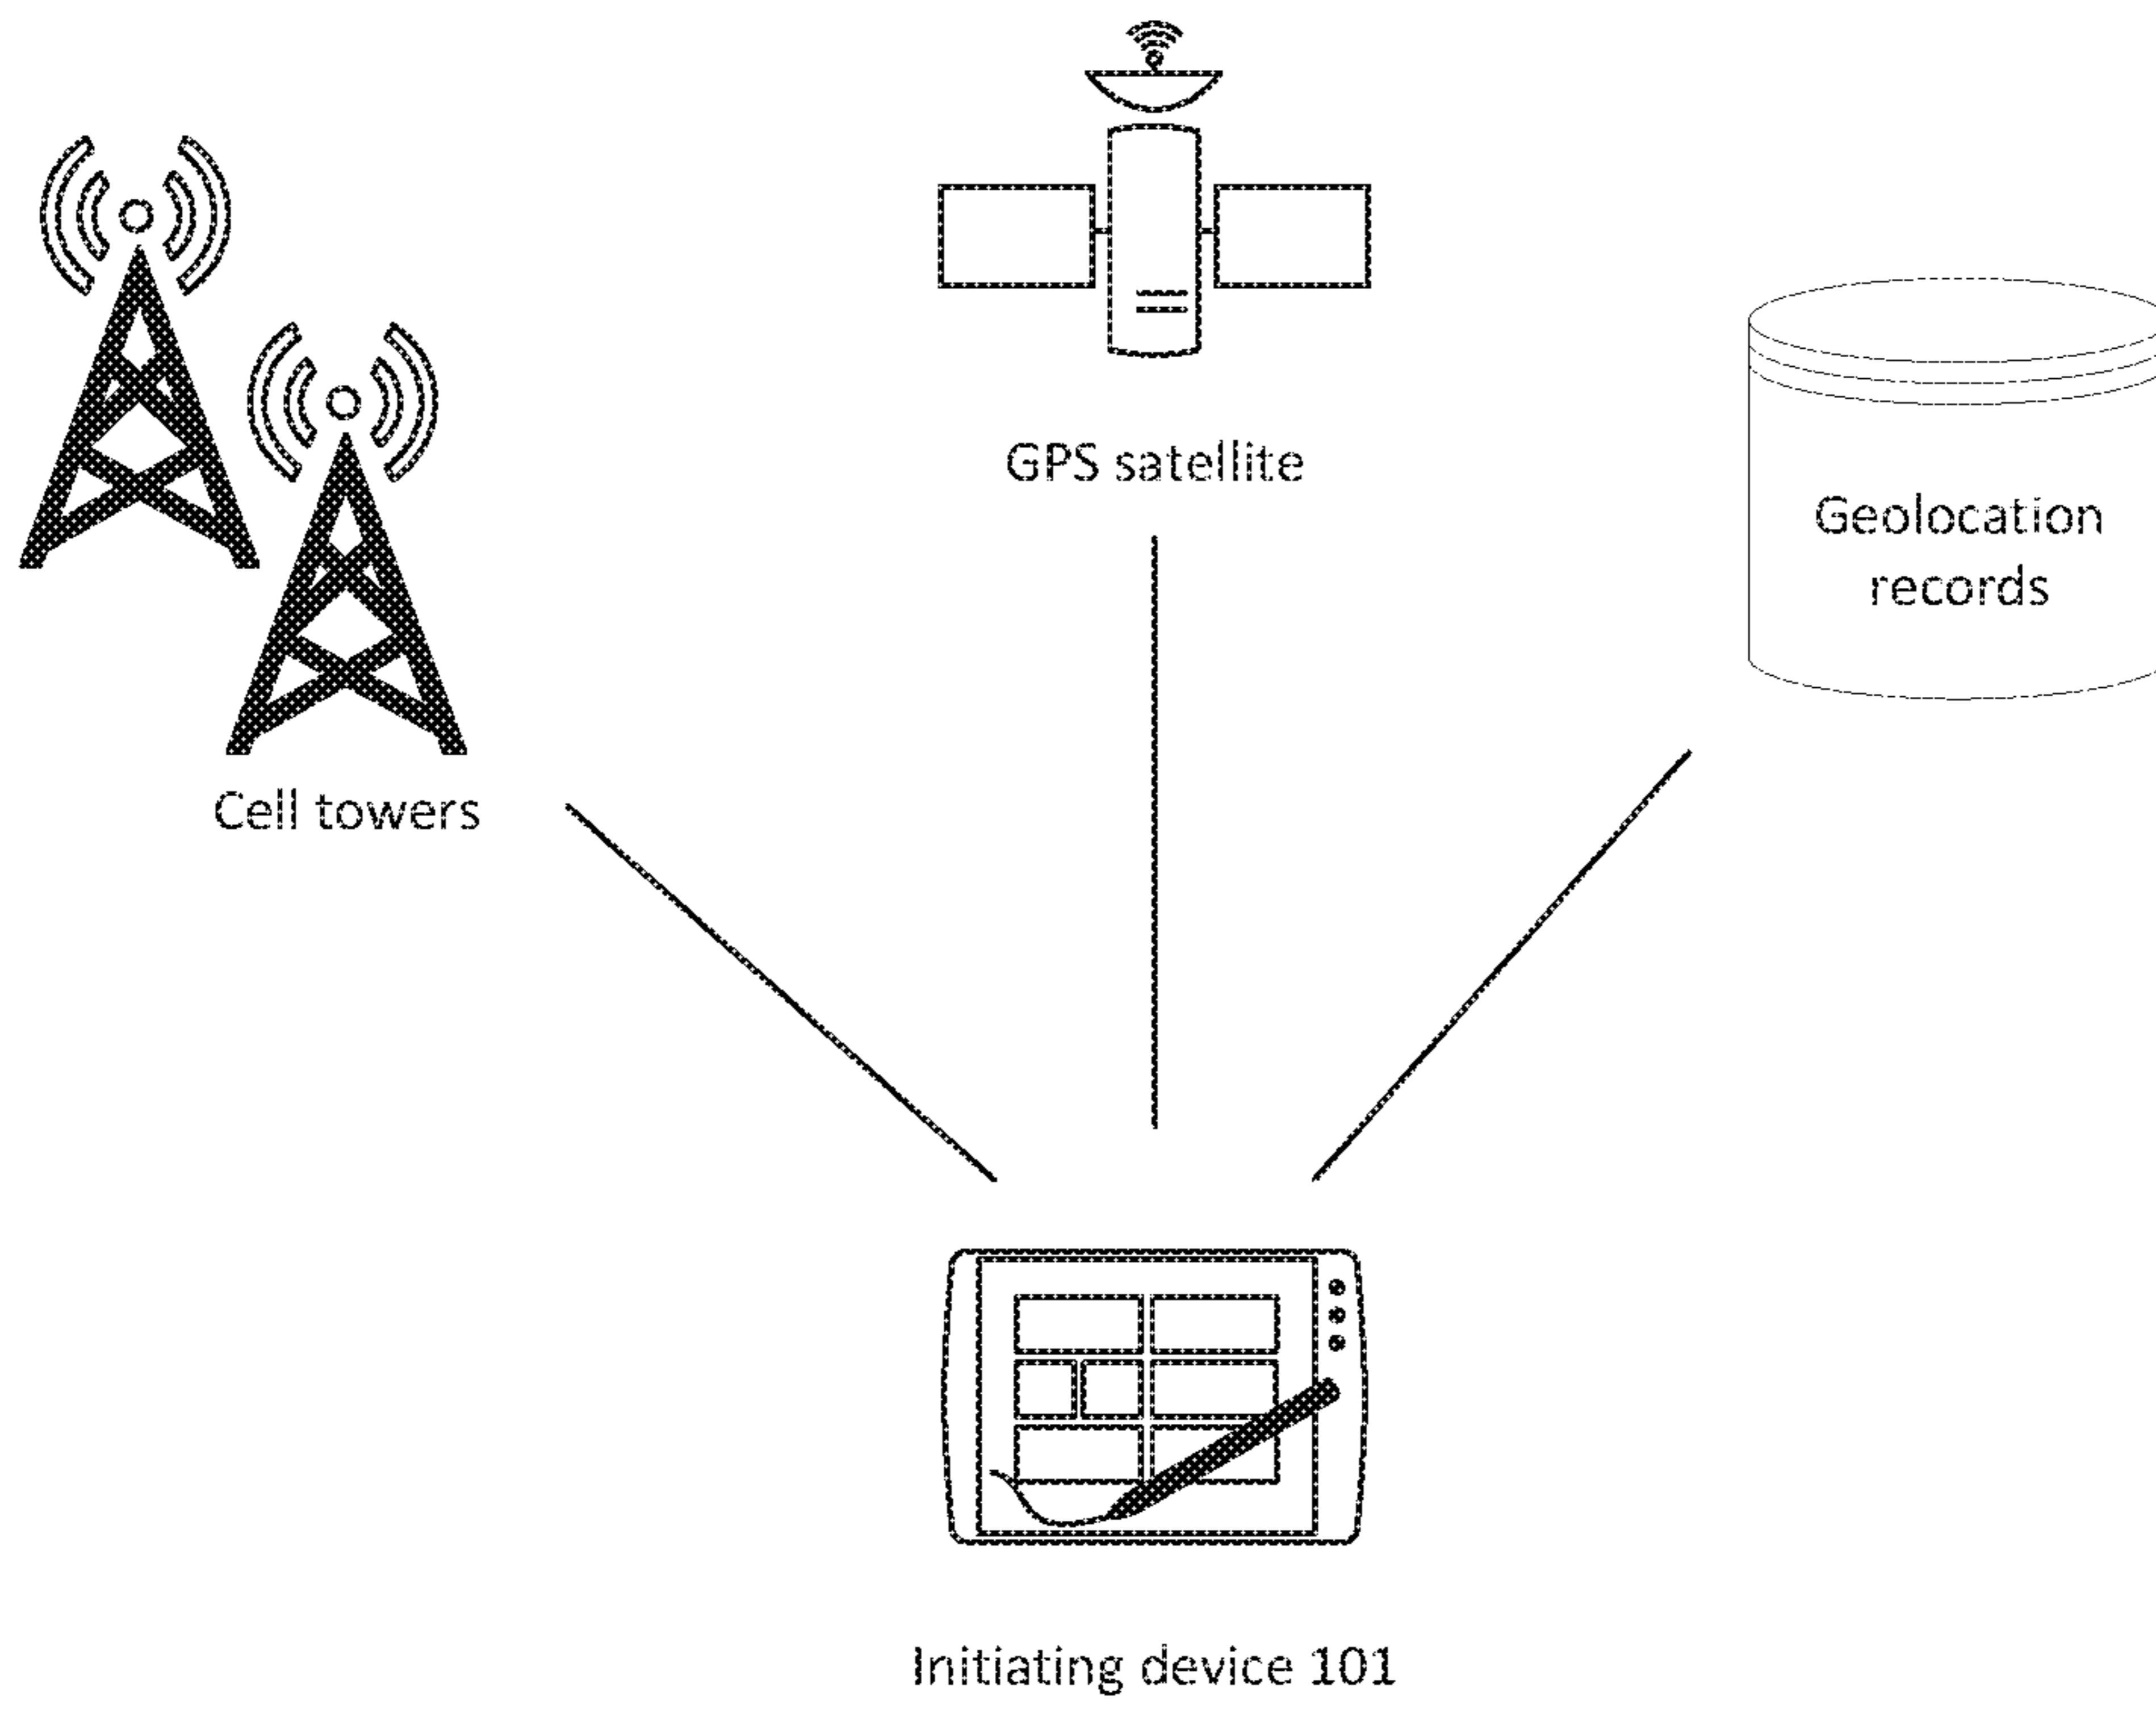 GPS satellite
Geolocation
records
Cell towers
Initiating device 101